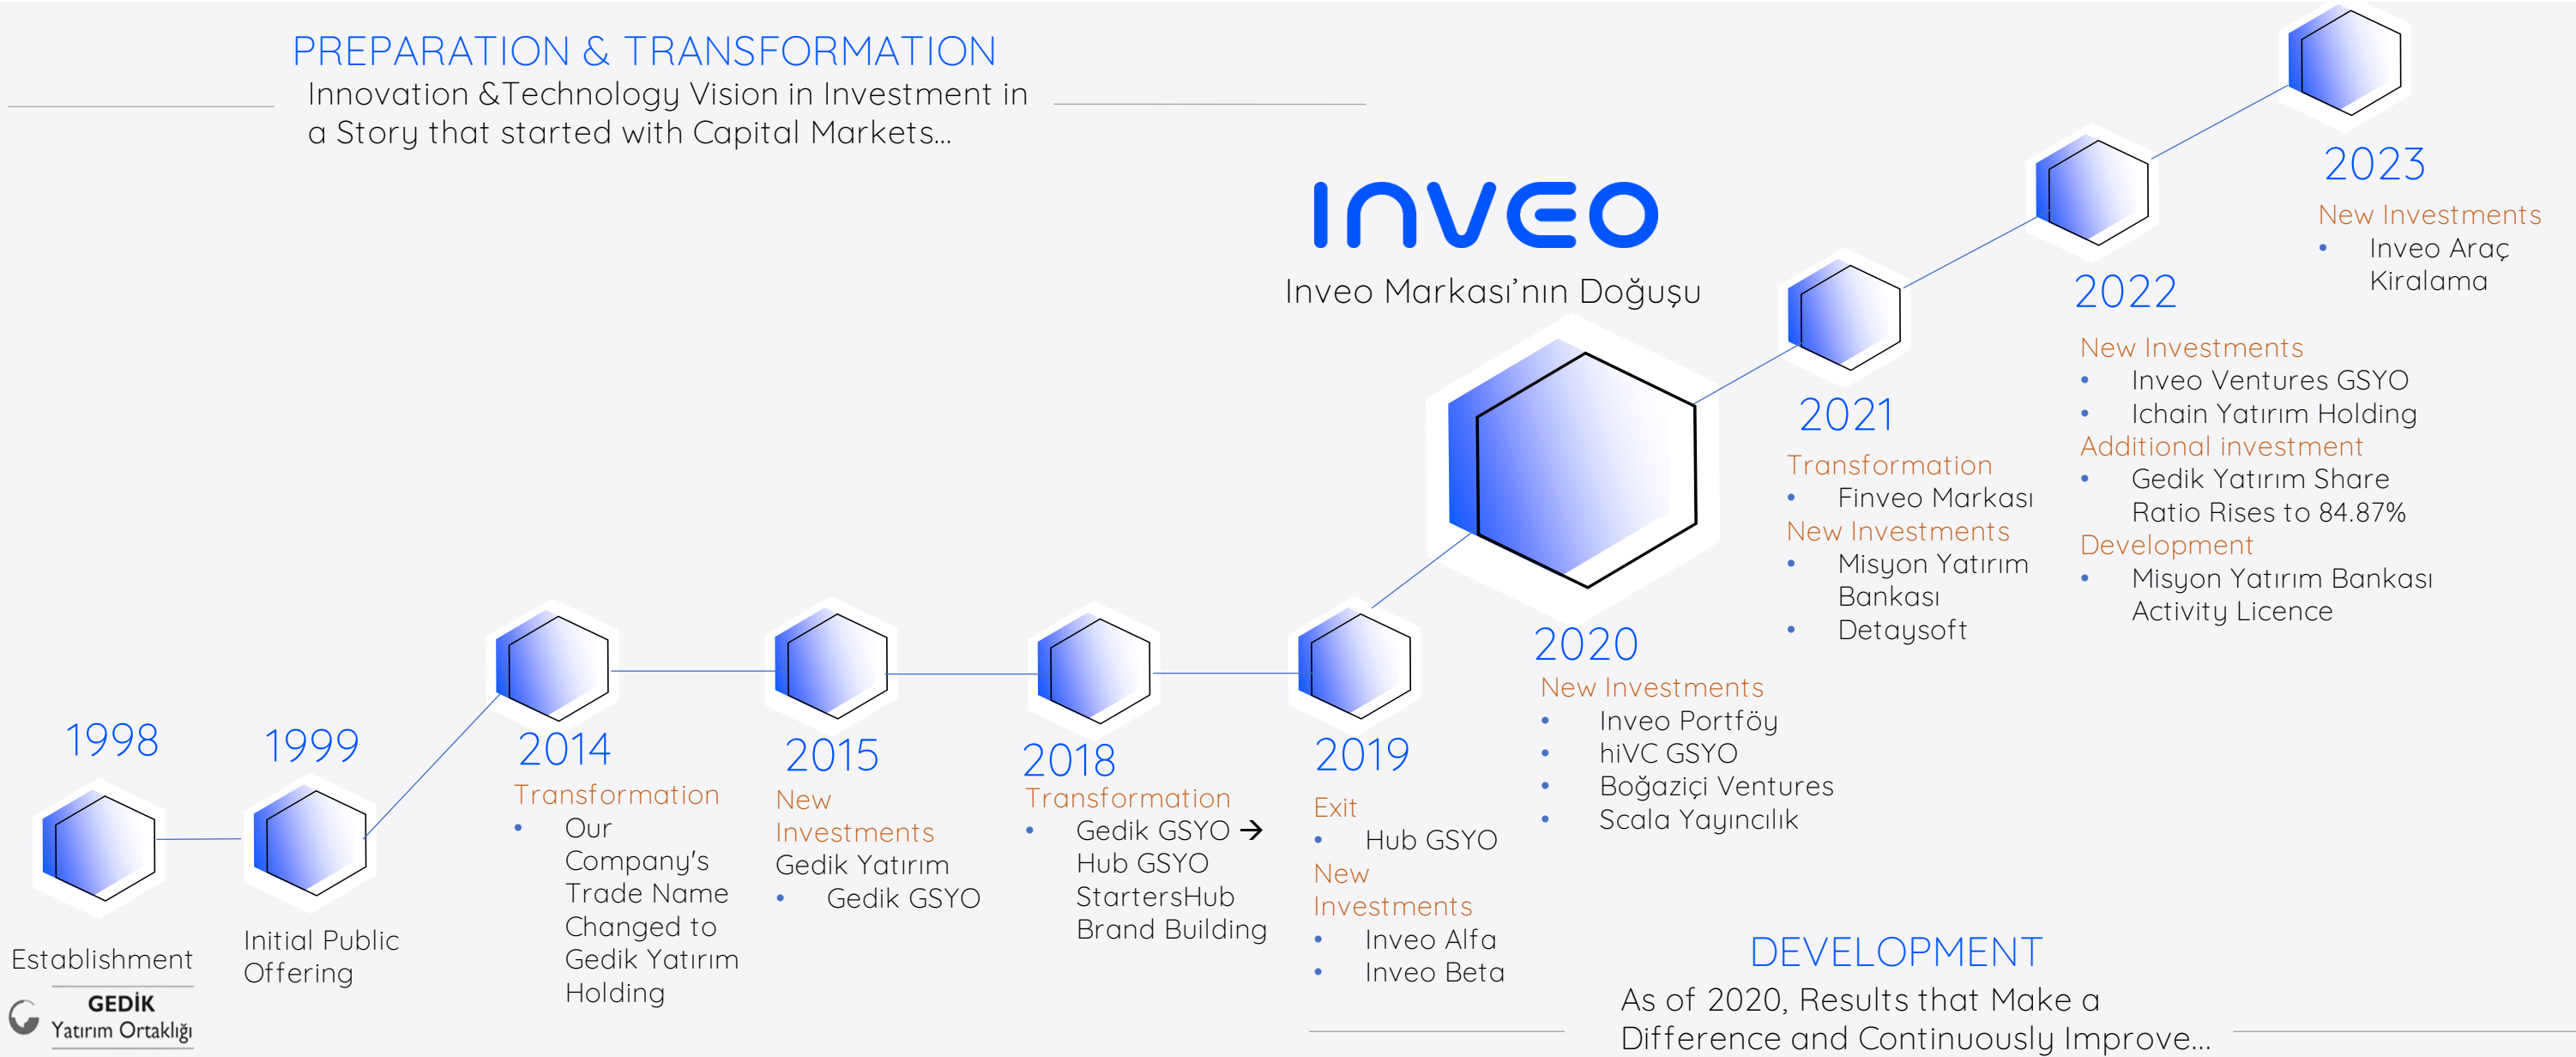 PREPARATION & TRANSFORMATION
Innovation &Technology Vision in Investment in
a Story that started with Capital Markets...
INVEO
Inveo Markası’nın Doğuşu
1998
Establishment
GEDİK
Yatırım Ortaklığı
1999
Initial Public
Offering
2014
Transformation
• Our
Company's
Trade Name
Changed to
Gedik Yatırım
Holding
2015
New
Investments
Gedik Yatırım
• Gedik GSYO
2018
Transformation
• Gedik GSYO →
Hub GSYO
StartersHub
Brand Building
2019
Exit
• Hub GSYO
New
Investments
• Inveo Alfa
• Inveo Beta
2020
New Investments
• Inveo Portföy
• hiVC GSYO
• Boğaziçi Ventures
• Scala Yayıncılık
2021
Transformation
• Finveo Markası
New Investments
• Misyon Yatırım
Bankası
• Detaysoft
2022
New Investments
• Inveo Ventures GSYO
• Ichain Yatırım Holding
Additional investment
• Gedik Yatırım Share
Ratio Rises to 84.87%
Development
• Misyon Yatırım Bankası
Activity Licence
2023
New Investments
• Inveo Araç
Kiralama
DEVELOPMENT
As of 2020, Results that Make a
Difference and Continuously Improve...